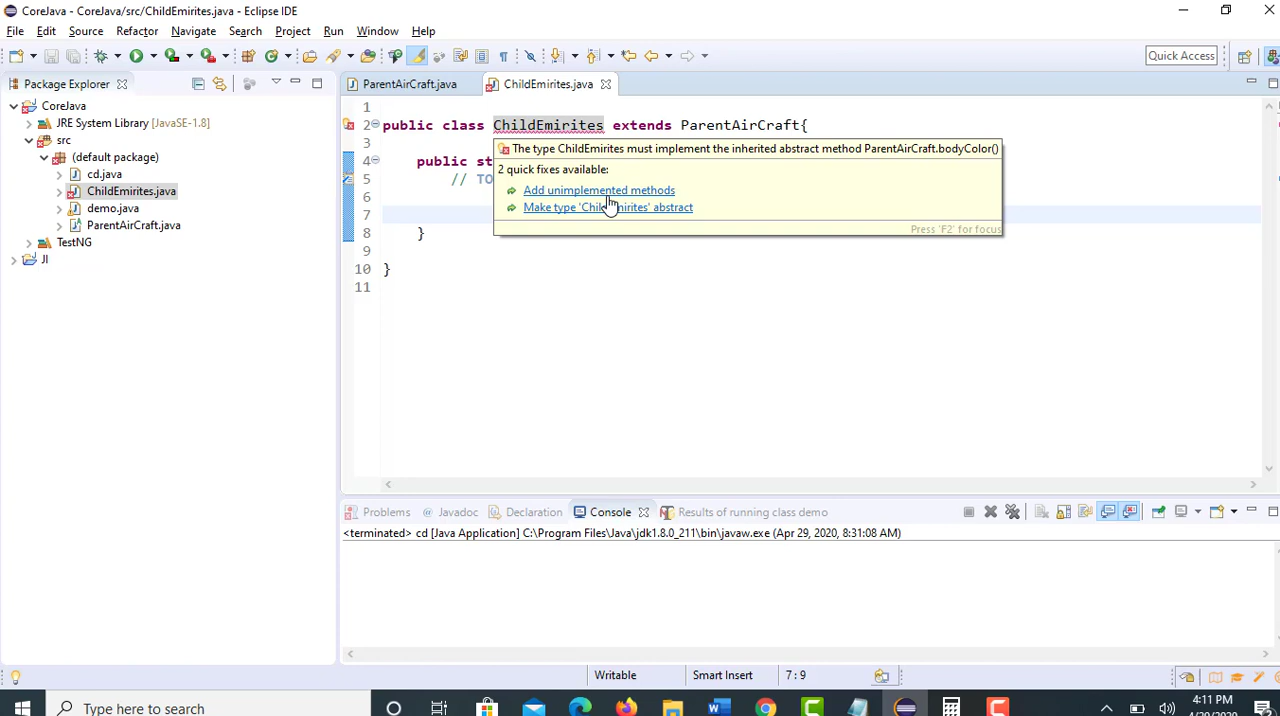 CoreJava - CoreJava/src/ChildEmirites.java - Eclipse IDE
File Edit Source Refactor Navigate Search Project Run Window Help
Quick Access
Package Explorer
CoreJava
JRE System Library [JavaSE-1.8]
src
(default package)
cd.java
ChildEmirites.java
demo.java
ParentAirCraft.java
TestNG
JI
ParentAirCraft.java ChildEmirites.java
1
2 public class ChildEmirites extends ParentAirCraft{
3
4 public st
5 // TO
6
7
8 }
9
10 }
11
The type ChildEmirites must implement the inherited abstract method ParentAirCraft.bodyColor()
2 quick fixes available:
Add unimplemented methods
Make type 'ChildEmirites' abstract
Press 'F2' for focus
Problems @ Javadoc Declaration Console Results of running class demo
<terminated> cd [Java Application] C:\Program Files\Java\jdk1.8.0_211\bin\javaw.exe (Apr 29, 2020, 8:31:08 AM)
Writable Smart Insert 7 : 9
Type here to search
4:11 PM